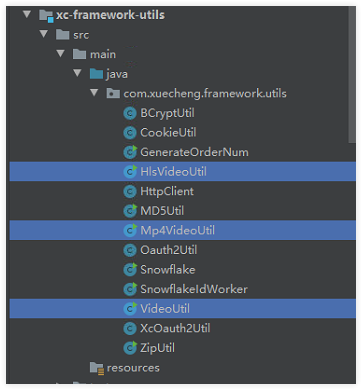 xc-framework-utils
src
main
java
com.xuecheng.framework.utils
BCryptUtil
CookieUtil
GenerateOrderNum
HlsVideoUtil
HttpClient
MD5Util
Mp4VideoUtil
Oauth2Util
Snowflake
SnowflakeIdWorker
VideoUtil
XcOauth2Util
ZipUtil
resources